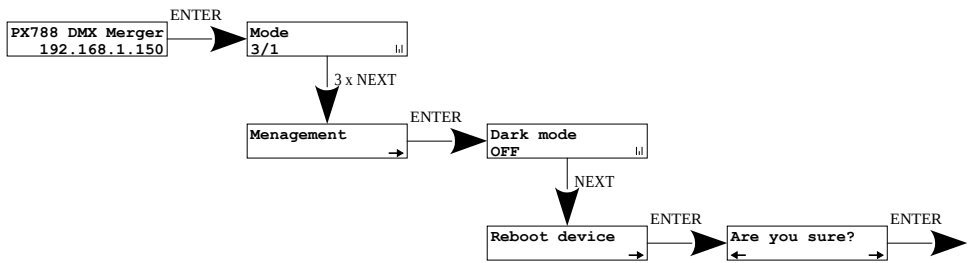 ENTER
PX788 DMX Merger
192.168.1.150
Mode
3/1
3 x NEXT
Menagement
ENTER
Dark mode
OFF
NEXT
Reboot device
ENTER
Are you sure?
ENTER